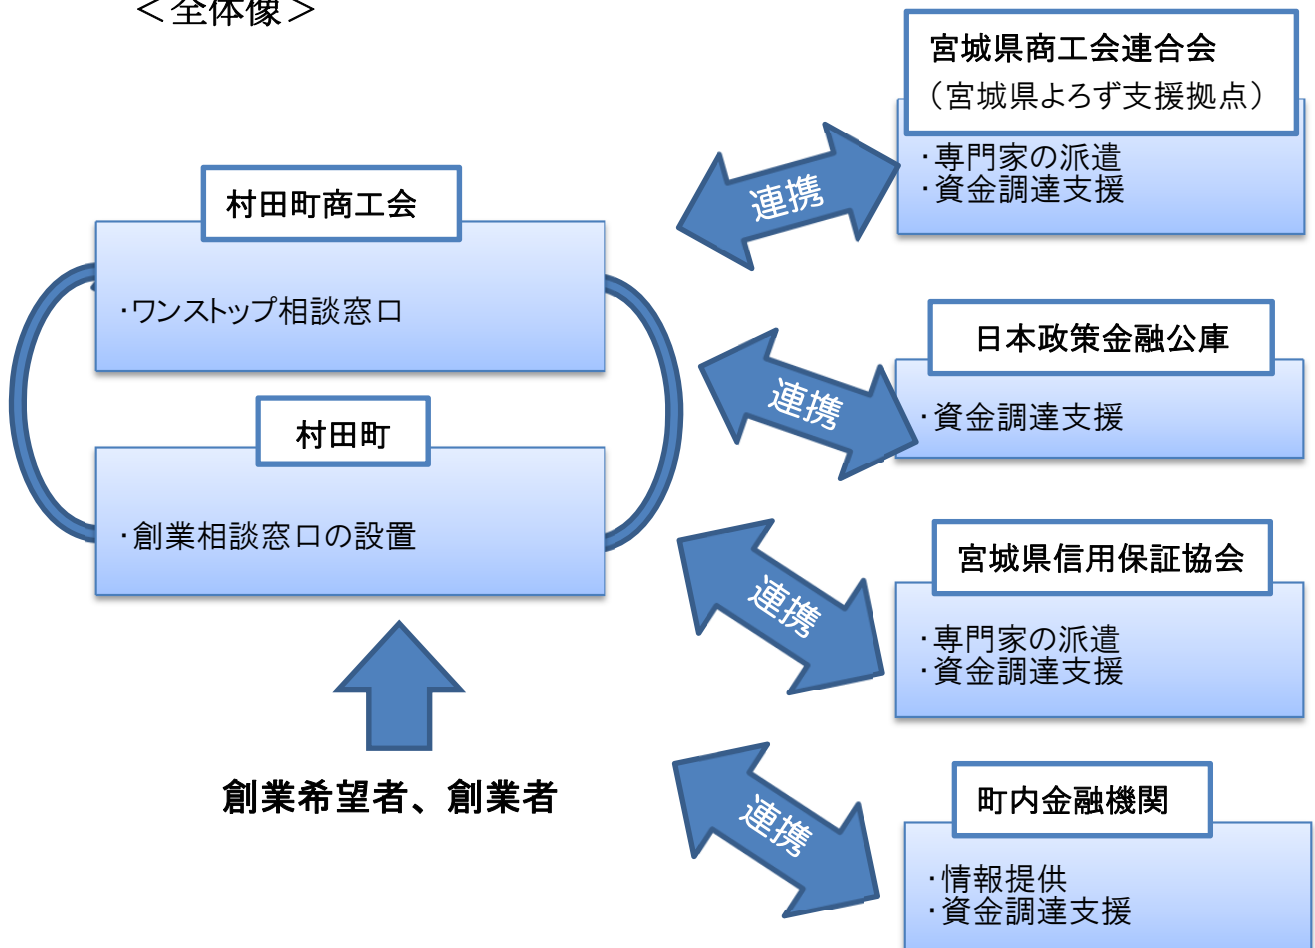 ＜全体像＞
村田町商工会
・ワンストップ相談窓口
村田町
・創業相談窓口の設置
創業希望者、創業者
連携
宮城県商工会連合会
（宮城県よろず支援拠点）
・専門家の派遣
・資金調達支援
連携
日本政策金融公庫
・資金調達支援
連携
宮城県信用保証協会
・専門家の派遣
・資金調達支援
連携
町内金融機関
・情報提供
・資金調達支援